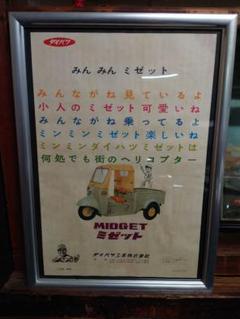 ダイハツ
みん みん ミゼット
みんながね見ているよ
小人のミゼット可愛いね
みんながね乗ってるよ
ミンミンミゼット楽しいね
ミンミンダイハツミゼットは
何処でも街のヘリコプター
MIDGET
ミゼット
ダイハツ工業株式会社